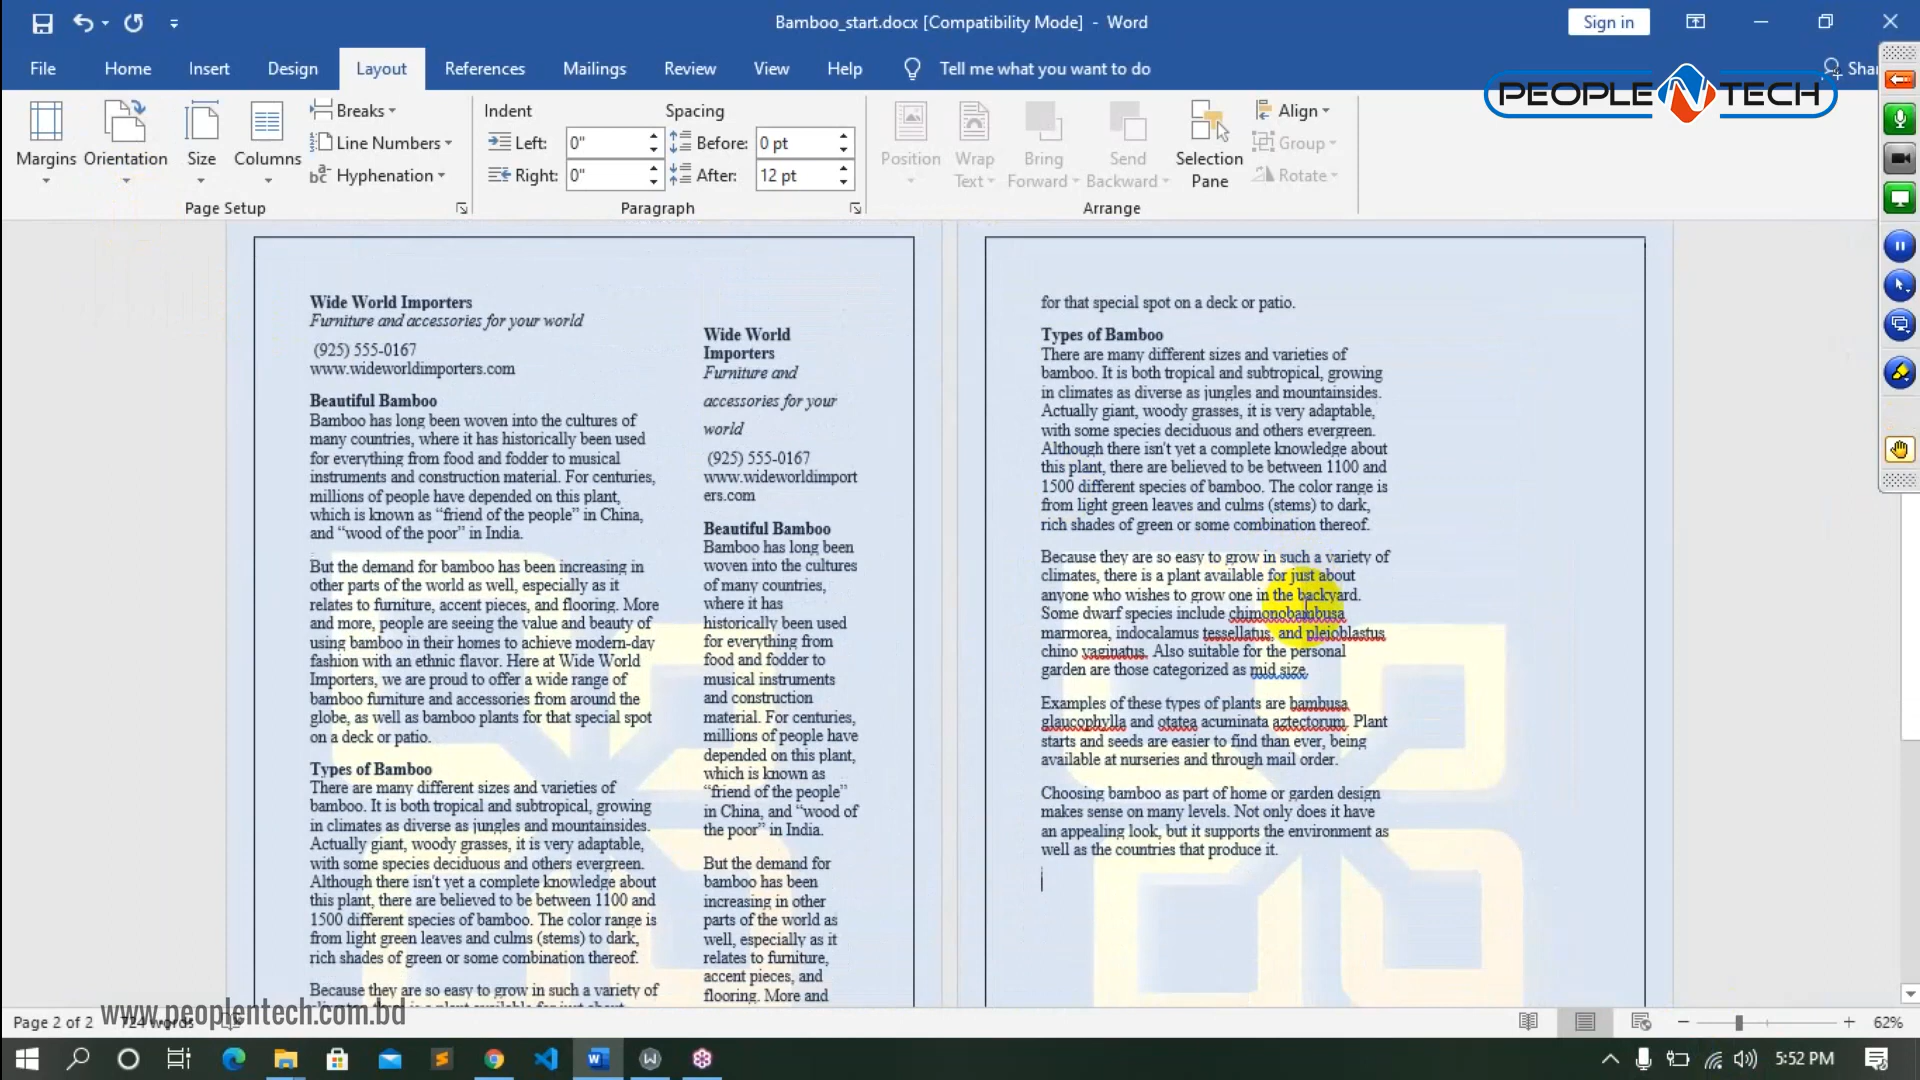 Bamboo_start.docx [Compatibility Mode] - Word
Sign in
File Home Insert Design Layout References Mailings Review View Help Tell me what you want to do
PEOPLE N TECH
Margins Orientation Size Columns
Breaks
Line Numbers
Hyphenation
Page Setup
Indent
Left: 0"
Right: 0"
Spacing
Before: 0 pt
After: 12 pt
Paragraph
Position
Wrap Text
Bring Forward
Send Backward
Selection Pane
Align
Group
Rotate
Arrange
Wide World Importers
Furniture and accessories for your world
(925) 555-0167
www.wideworldimporters.com
Beautiful Bamboo
Bamboo has long been woven into the cultures of
many countries, where it has historically been used
for everything from food and fodder to musical
instruments and construction material. For centuries,
millions of people have depended on this plant,
which is known as “friend of the people” in China,
and “wood of the poor” in India.
But the demand for bamboo has been increasing in
other parts of the world as well, especially as it
relates to furniture, accent pieces, and flooring. More
and more, people are seeing the value and beauty of
using bamboo in their homes to achieve modern-day
fashion with an ethnic flavor. Here at Wide World
Importers, we are proud to offer a wide range of
bamboo furniture and accessories from around the
globe, as well as bamboo plants for that special spot
on a deck or patio.
Types of Bamboo
There are many different sizes and varieties of
bamboo. It is both tropical and subtropical, growing
in climates as diverse as jungles and mountainsides.
Actually giant, woody grasses, it is very adaptable,
with some species deciduous and others evergreen.
Although there isn't yet a complete knowledge about
this plant, there are believed to be between 1100 and
1500 different species of bamboo. The color range is
from light green leaves and culms (stems) to dark,
rich shades of green or some combination thereof.
Because they are so easy to grow in such a variety of
Wide World
Importers
Furniture and
accessories for your
world
(925) 555-0167
www.wideworldimport
ers.com
Beautiful Bamboo
Bamboo has long been
woven into the cultures
of many countries,
where it has
historically been used
for everything from
food and fodder to
musical instruments
and construction
material. For centuries,
millions of people have
depended on this plant,
which is known as
“friend of the people”
in China, and “wood of
the poor” in India.
But the demand for
bamboo has been
increasing in other
parts of the world as
well, especially as it
relates to furniture,
accent pieces, and
flooring. More and
for that special spot on a deck or patio.
Types of Bamboo
There are many different sizes and varieties of
bamboo. It is both tropical and subtropical, growing
in climates as diverse as jungles and mountainsides.
Actually giant, woody grasses, it is very adaptable,
with some species deciduous and others evergreen.
Although there isn't yet a complete knowledge about
this plant, there are believed to be between 1100 and
1500 different species of bamboo. The color range is
from light green leaves and culms (stems) to dark,
rich shades of green or some combination thereof.
Because they are so easy to grow in such a variety of
climates, there is a plant available for just about
anyone who wishes to grow one in the backyard.
Some dwarf species include chimonobambusa
marmorea, indocalamus tessellatus, and pleioblastus
chino vaginatus. Also suitable for the personal
garden are those categorized as mid size.
Examples of these types of plants are bambusa
glaucophylla and otatea acuminata aztectorum. Plant
starts and seeds are easier to find than ever, being
available at nurseries and through mail order.
Choosing bamboo as part of home or garden design
makes sense on many levels. Not only does it have
an appealing look, but it supports the environment as
well as the countries that produce it.
www.peoplentech.com.bd
Page 2 of 2 724 words
62%
5:52 PM